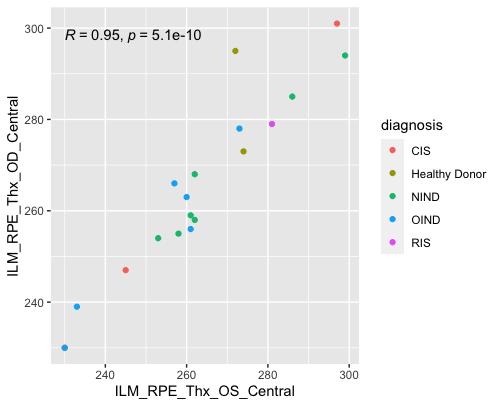 R = 0.95, p = 5.1e-10
300
280
260
240
ILM_RPE_Thx_OD_Central
240 260 280 300
ILM_RPE_Thx_OS_Central
diagnosis
CIS
Healthy Donor
NIND
OIND
RIS